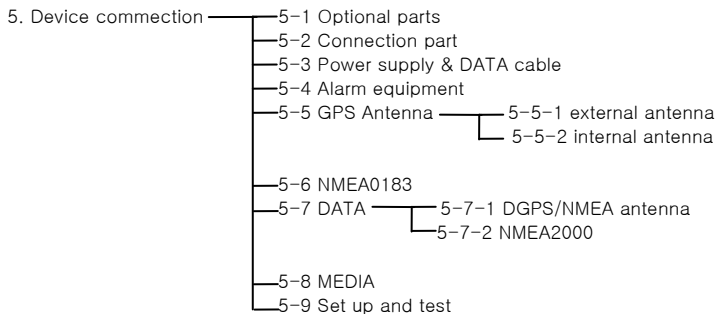 5. Device commection
5-1 Optional parts
5-2 Connection part
5-3 Power supply & DATA cable
5-4 Alarm equipment
5-5 GPS Antenna
5-5-1 external antenna
5-5-2 internal antenna
5-6 NMEA0183
5-7 DATA
5-7-1 DGPS/NMEA antenna
5-7-2 NMEA2000
5-8 MEDIA
5-9 Set up and test